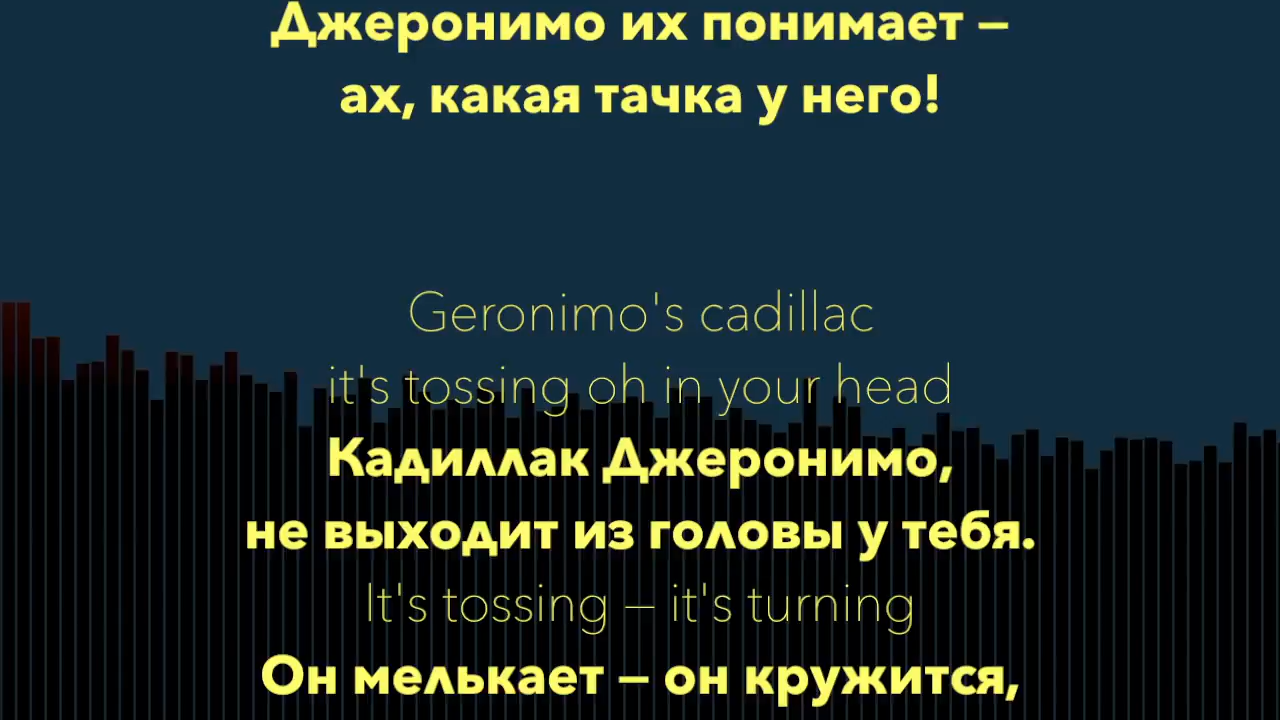 Джеронимо их понимает –
ах, какая тачка у него!
Geronimo's cadillac
it's tossing oh in your head
Кадиллак Джеронимо,
не выходит из головы у тебя.
It's tossing – it's turning
Он мелькает – он кружится,